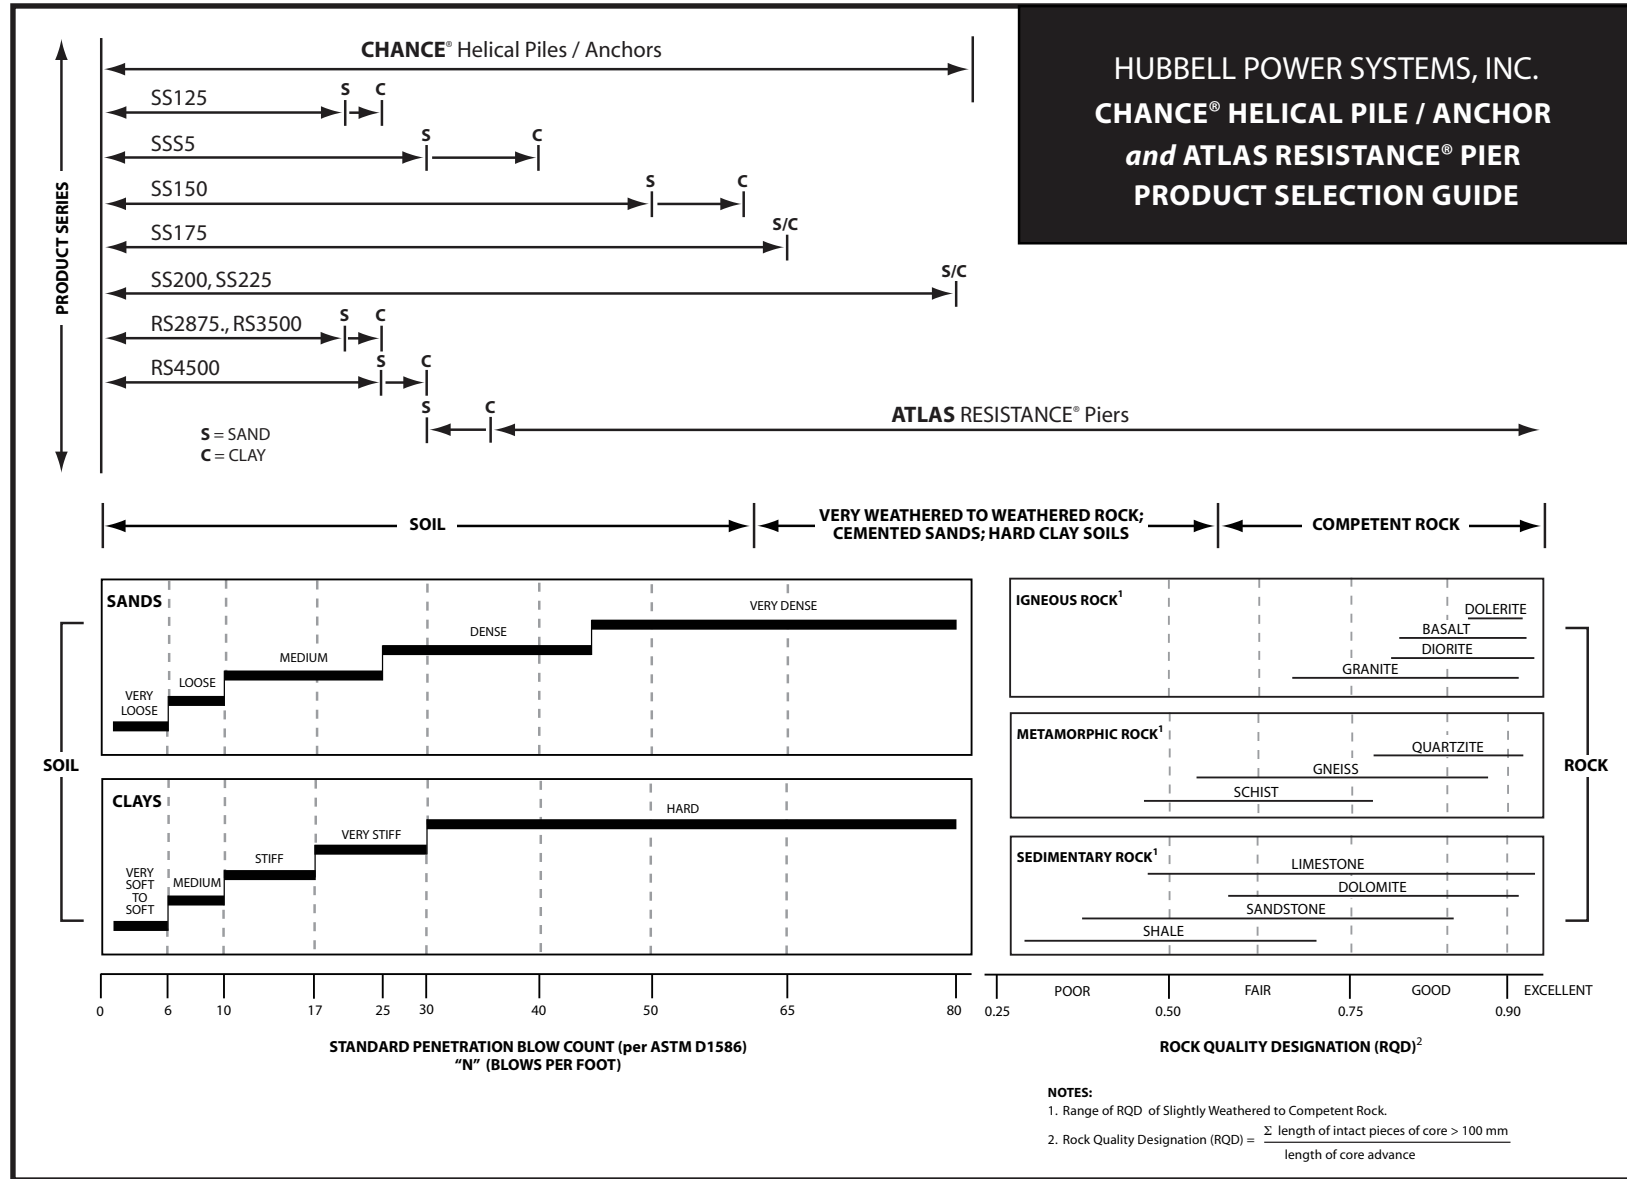 HUBBELL POWER SYSTEMS, INC.
CHANCE® HELICAL PILE / ANCHOR
and ATLAS RESISTANCE® PIER
PRODUCT SELECTION GUIDE
PRODUCT SERIES
CHANCE® Helical Piles / Anchors
SS125
S C
SSS5
S C
SS150
S C
SS175
S/C
SS200, SS225
S/C
RS2875., RS3500
S C
RS4500
S C
S C
ATLAS RESISTANCE® Piers
S = SAND
C = CLAY
SOIL
VERY WEATHERED TO WEATHERED ROCK;
CEMENTED SANDS; HARD CLAY SOILS
COMPETENT ROCK
SOIL
SANDS
VERY
LOOSE
LOOSE
MEDIUM
DENSE
VERY DENSE
CLAYS
VERY
SOFT
TO
SOFT
MEDIUM
STIFF
VERY STIFF
HARD
0 6 10 17 25 30 40 50 65 80
STANDARD PENETRATION BLOW COUNT (per ASTM D1586)
"N" (BLOWS PER FOOT)
IGNEOUS ROCK1
DOLERITE
BASALT
DIORITE
GRANITE
METAMORPHIC ROCK1
QUARTZITE
GNEISS
SCHIST
SEDIMENTARY ROCK1
LIMESTONE
DOLOMITE
SANDSTONE
SHALE
ROCK
POOR FAIR GOOD EXCELLENT
0.25 0.50 0.75 0.90
ROCK QUALITY DESIGNATION (RQD)2
NOTES:
1. Range of RQD of Slightly Weathered to Competent Rock.
2. Rock Quality Designation (RQD) = Σ length of intact pieces of core > 100 mm
length of core advance